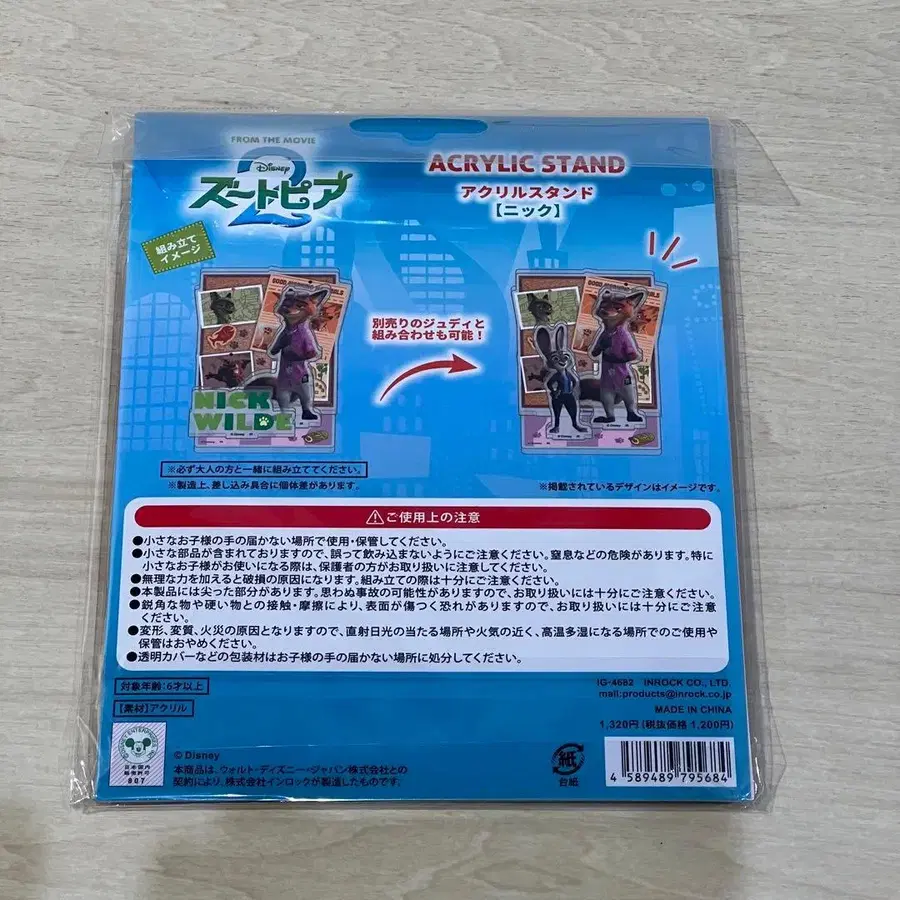 FROM THE MOVIE
Disney
ズートピア
2
ACRYLIC STAND
アクリルスタンド
【ニック】
組み立て
イメージ
別売りのジュディと
組み合わせも可能！
NICK
WILDE
※必ず大人の方と一緒に組み立ててください。
※製造上、差し込み具合に個体差があります。
※掲載されているデザインはイメージです。
⚠ご使用上の注意
●小さなお子様の手の届かない場所で使用・保管してください。
●小さな部品が含まれておりますので、誤って飲み込まないようにご注意ください。窒息などの危険があります。特に
小さなお子様がお使いになる際は、保護者の方がお取り扱いに注意してください。
●無理な力を加えると破損の原因になります。組み立ての際は十分にご注意ください。
●本製品には尖った部分があります。思わぬ事故の可能性がありますので、お取り扱いには十分にご注意ください。
●鋭角な物や硬い物との接触・摩擦により、表面が傷つく恐れがありますので、お取り扱いには十分にご注意
ください。
●変形、変質、火災の原因となりますので、直射日光の当たる場所や火気の近く、高温多湿になる場所でのご使用や
保管はおやめください。
●透明カバーなどの包装材はお子様の手の届かない場所に処分してください。
対象年齢：6才以上
【素材】アクリル
IG-4682 INROCK CO., LTD.
mail:products@inrock.co.jp
MADE IN CHINA
1,320円（税抜価格 1,200円）
日本国内
販売許可
907
© Disney
本商品は、ウォルト・ディズニー・ジャパン株式会社との
契約により、株式会社インロックが製造したものです。
紙
台紙
4 589489 795684